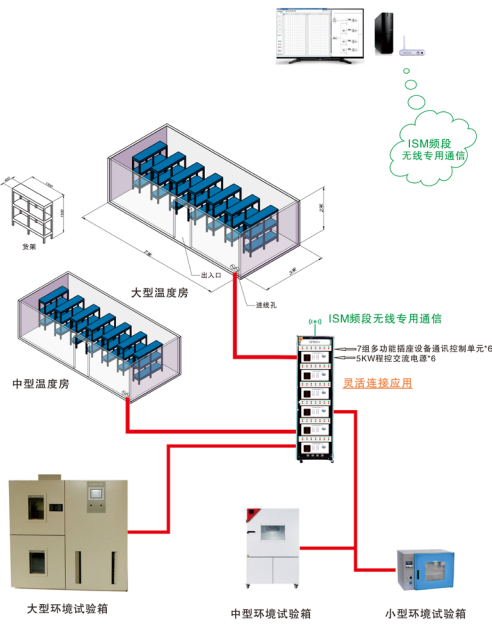 ISM频段
无线专用通信
货架
出入口
进线孔
大型温度房
ISM频段无线专用通信
7组多功能插座设备通讯控制单元*6
5KW程控交流电源*6
灵活连接应用
中型温度房
大型环境试验箱
中型环境试验箱
小型环境试验箱